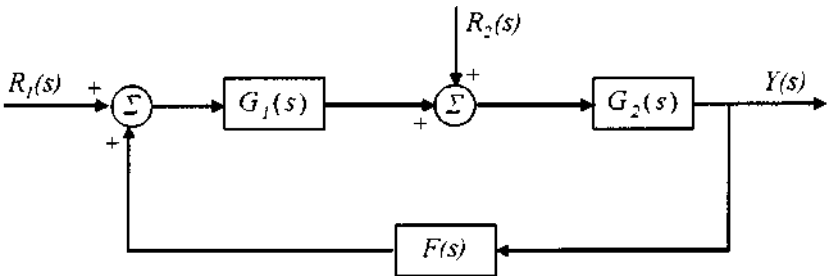 R₂(s)
R₁(s)
+
Σ
+
G₁(s)
+
Σ
+
G₂(s)
Y(s)
F(s)